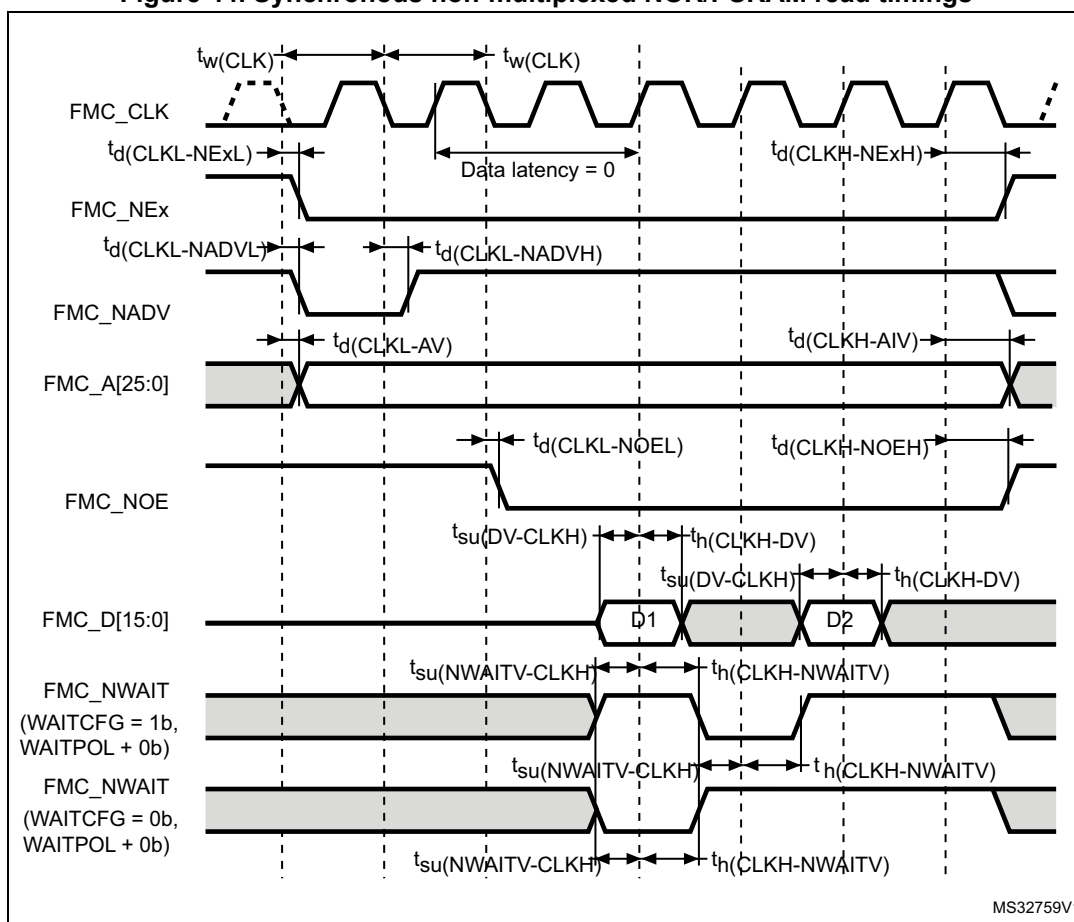 Figure 44. Synchronous non-multiplexed NOR/PSRAM read timings
tw(CLK)
tw(CLK)
FMC_CLK
td(CLKL-NExL)
Data latency = 0
td(CLKH-NExH)
FMC_NEx
td(CLKL-NADVL)
td(CLKL-NADVH)
FMC_NADV
td(CLKL-AV)
td(CLKH-AIV)
FMC_A[25:0]
td(CLKL-NOEL)
td(CLKH-NOEH)
FMC_NOE
tsu(DV-CLKH)
th(CLKH-DV)
tsu(DV-CLKH)
th(CLKH-DV)
FMC_D[15:0]
D1
D2
tsu(NWAITV-CLKH)
th(CLKH-NWAITV)
FMC_NWAIT
(WAITCFG = 1b,
WAITPOL + 0b)
tsu(NWAITV-CLKH)
t h(CLKH-NWAITV)
FMC_NWAIT
(WAITCFG = 0b,
WAITPOL + 0b)
tsu(NWAITV-CLKH)
th(CLKH-NWAITV)